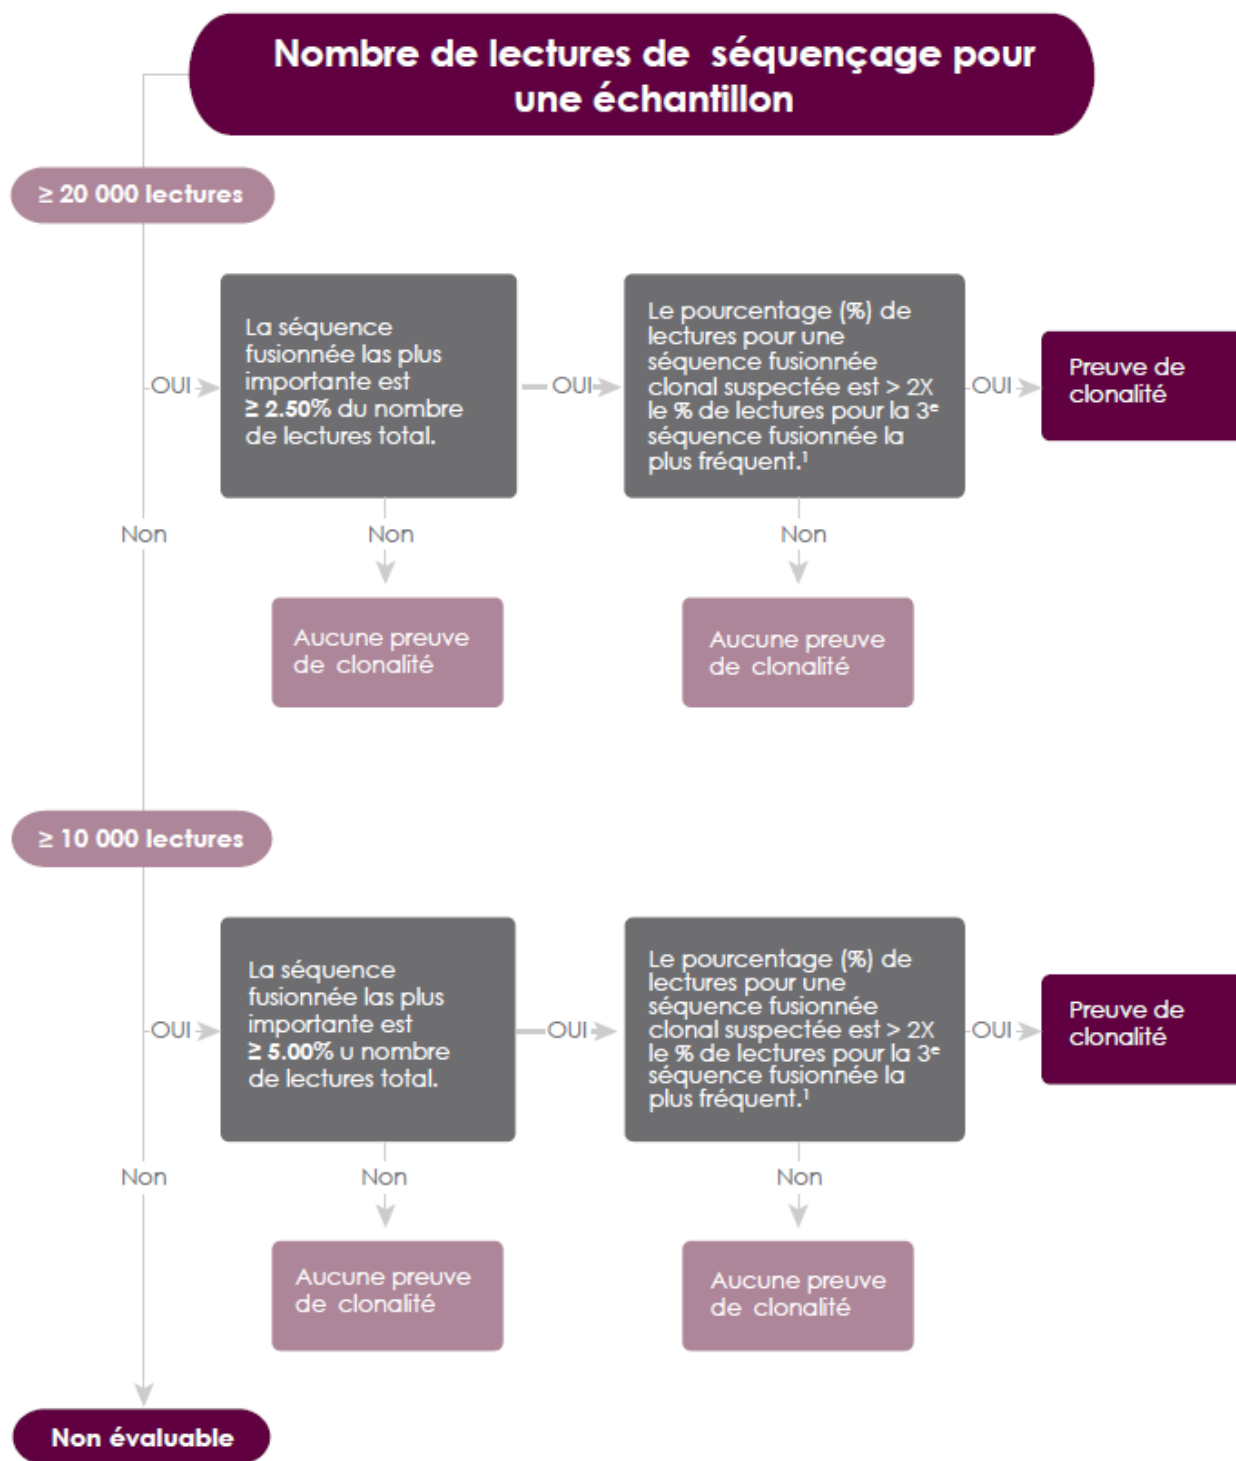 Nombre de lectures de séquençage pour
une échantillon
≥ 20 000 lectures
OUI
La séquence
fusionnée las plus
importante est
≥ 2.50% du nombre
de lectures total.
OUI
Le pourcentage (%) de
lectures pour une
séquence fusionnée
clonal suspectée est > 2X
le % de lectures pour la 3e
séquence fusionnée la
plus fréquent.¹
OUI
Preuve de
clonalité
Non
Non
Non
Aucune preuve
de clonalité
Aucune preuve
de clonalité
≥ 10 000 lectures
OUI
La séquence
fusionnée las plus
importante est
≥ 5.00% u nombre
de lectures total.
OUI
Le pourcentage (%) de
lectures pour une
séquence fusionnée
clonal suspectée est > 2X
le % de lectures pour la 3e
séquence fusionnée la
plus fréquent.¹
OUI
Preuve de
clonalité
Non
Non
Non
Aucune preuve
de clonalité
Aucune preuve
de clonalité
Non évaluable